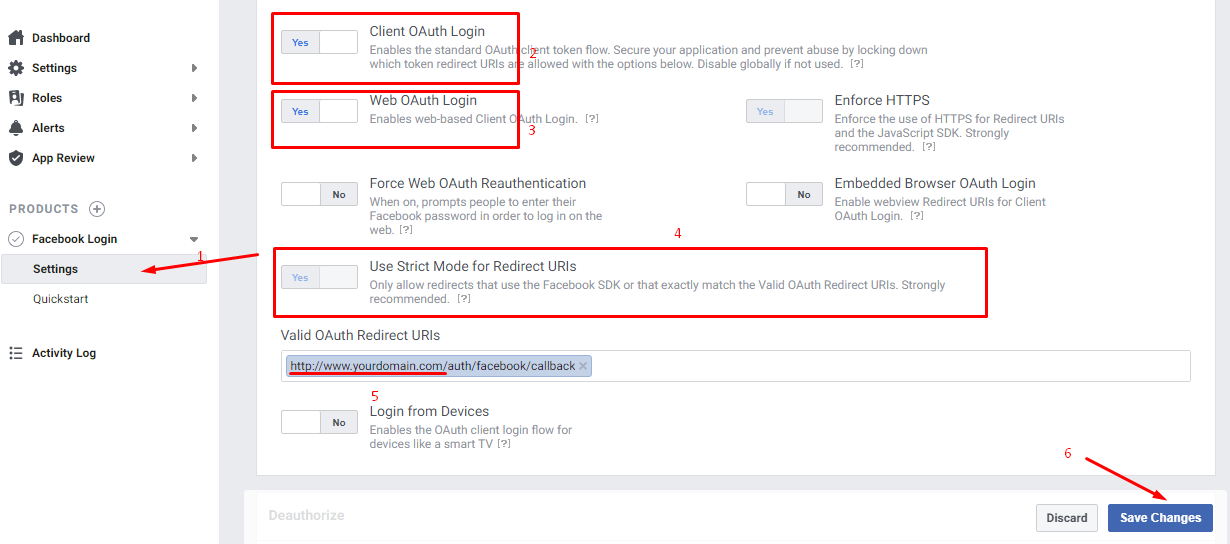 Dashboard
Settings
Roles
Alerts
App Review
PRODUCTS
Facebook Login
1
Settings
Quickstart
Activity Log
Yes
Client OAuth Login
Enables the standard OAuth client token flow. Secure your application and prevent abuse by locking down
which token redirect URIs are allowed with the options below. Disable globally if not used. [?]
2
Yes
Web OAuth Login
Enables web-based Client OAuth Login. [?]
3
Yes
Enforce HTTPS
Enforce the use of HTTPS for Redirect URIs
and the JavaScript SDK. Strongly
recommended. [?]
No
Force Web OAuth Reauthentication
When on, prompts people to enter their
Facebook password in order to log in on the
web. [?]
No
Embedded Browser OAuth Login
Enable webview Redirect URIs for Client
OAuth Login. [?]
4
Yes
Use Strict Mode for Redirect URIs
Only allow redirects that use the Facebook SDK or that exactly match the Valid OAuth Redirect URIs. Strongly
recommended. [?]
Valid OAuth Redirect URIs
http://www.yourdomain.com/auth/facebook/callback
5
No
Login from Devices
Enables the OAuth client login flow for
devices like a smart TV [?]
6
Deauthorize
Discard
Save Changes